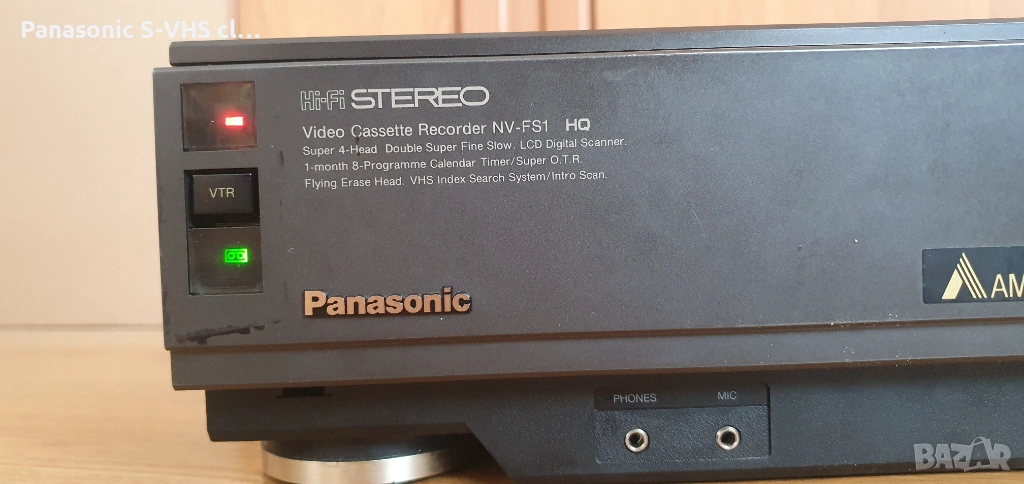 Panasonic S-VHS cl...
Hi-Fi STEREO
Video Cassette Recorder NV-FS1 HQ
Super 4-Head Double Super Fine Slow. LCD Digital Scanner.
1-month 8-Programme Calendar Timer/Super O.T.R.
Flying Erase Head. VHS Index Search System/Intro Scan.
VTR
Panasonic
AM
PHONES MIC
BAZAR